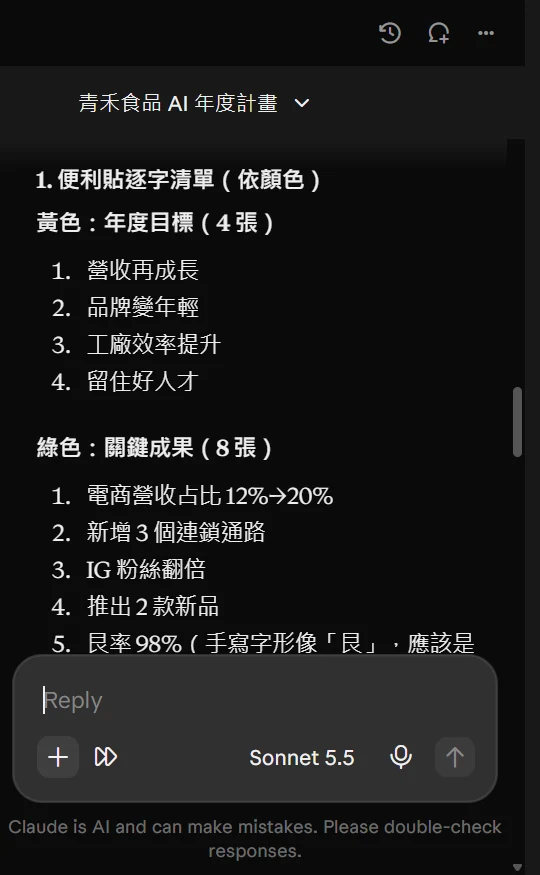 青禾食品 AI 年度計畫
1. 便利貼逐字清單（依顏色）
黃色：年度目標（4 張）
1. 營收再成長
2. 品牌變年輕
3. 工廠效率提升
4. 留住好人才
綠色：關鍵成果（8 張）
1. 電商營收占比 12%→20%
2. 新增 3 個連鎖通路
3. IG 粉絲翻倍
4. 推出 2 款新品
5. 艮率 98%（手寫字形像「艮」，應該是
Reply
Sonnet 5.5
Claude is AI and can make mistakes. Please double-check
responses.